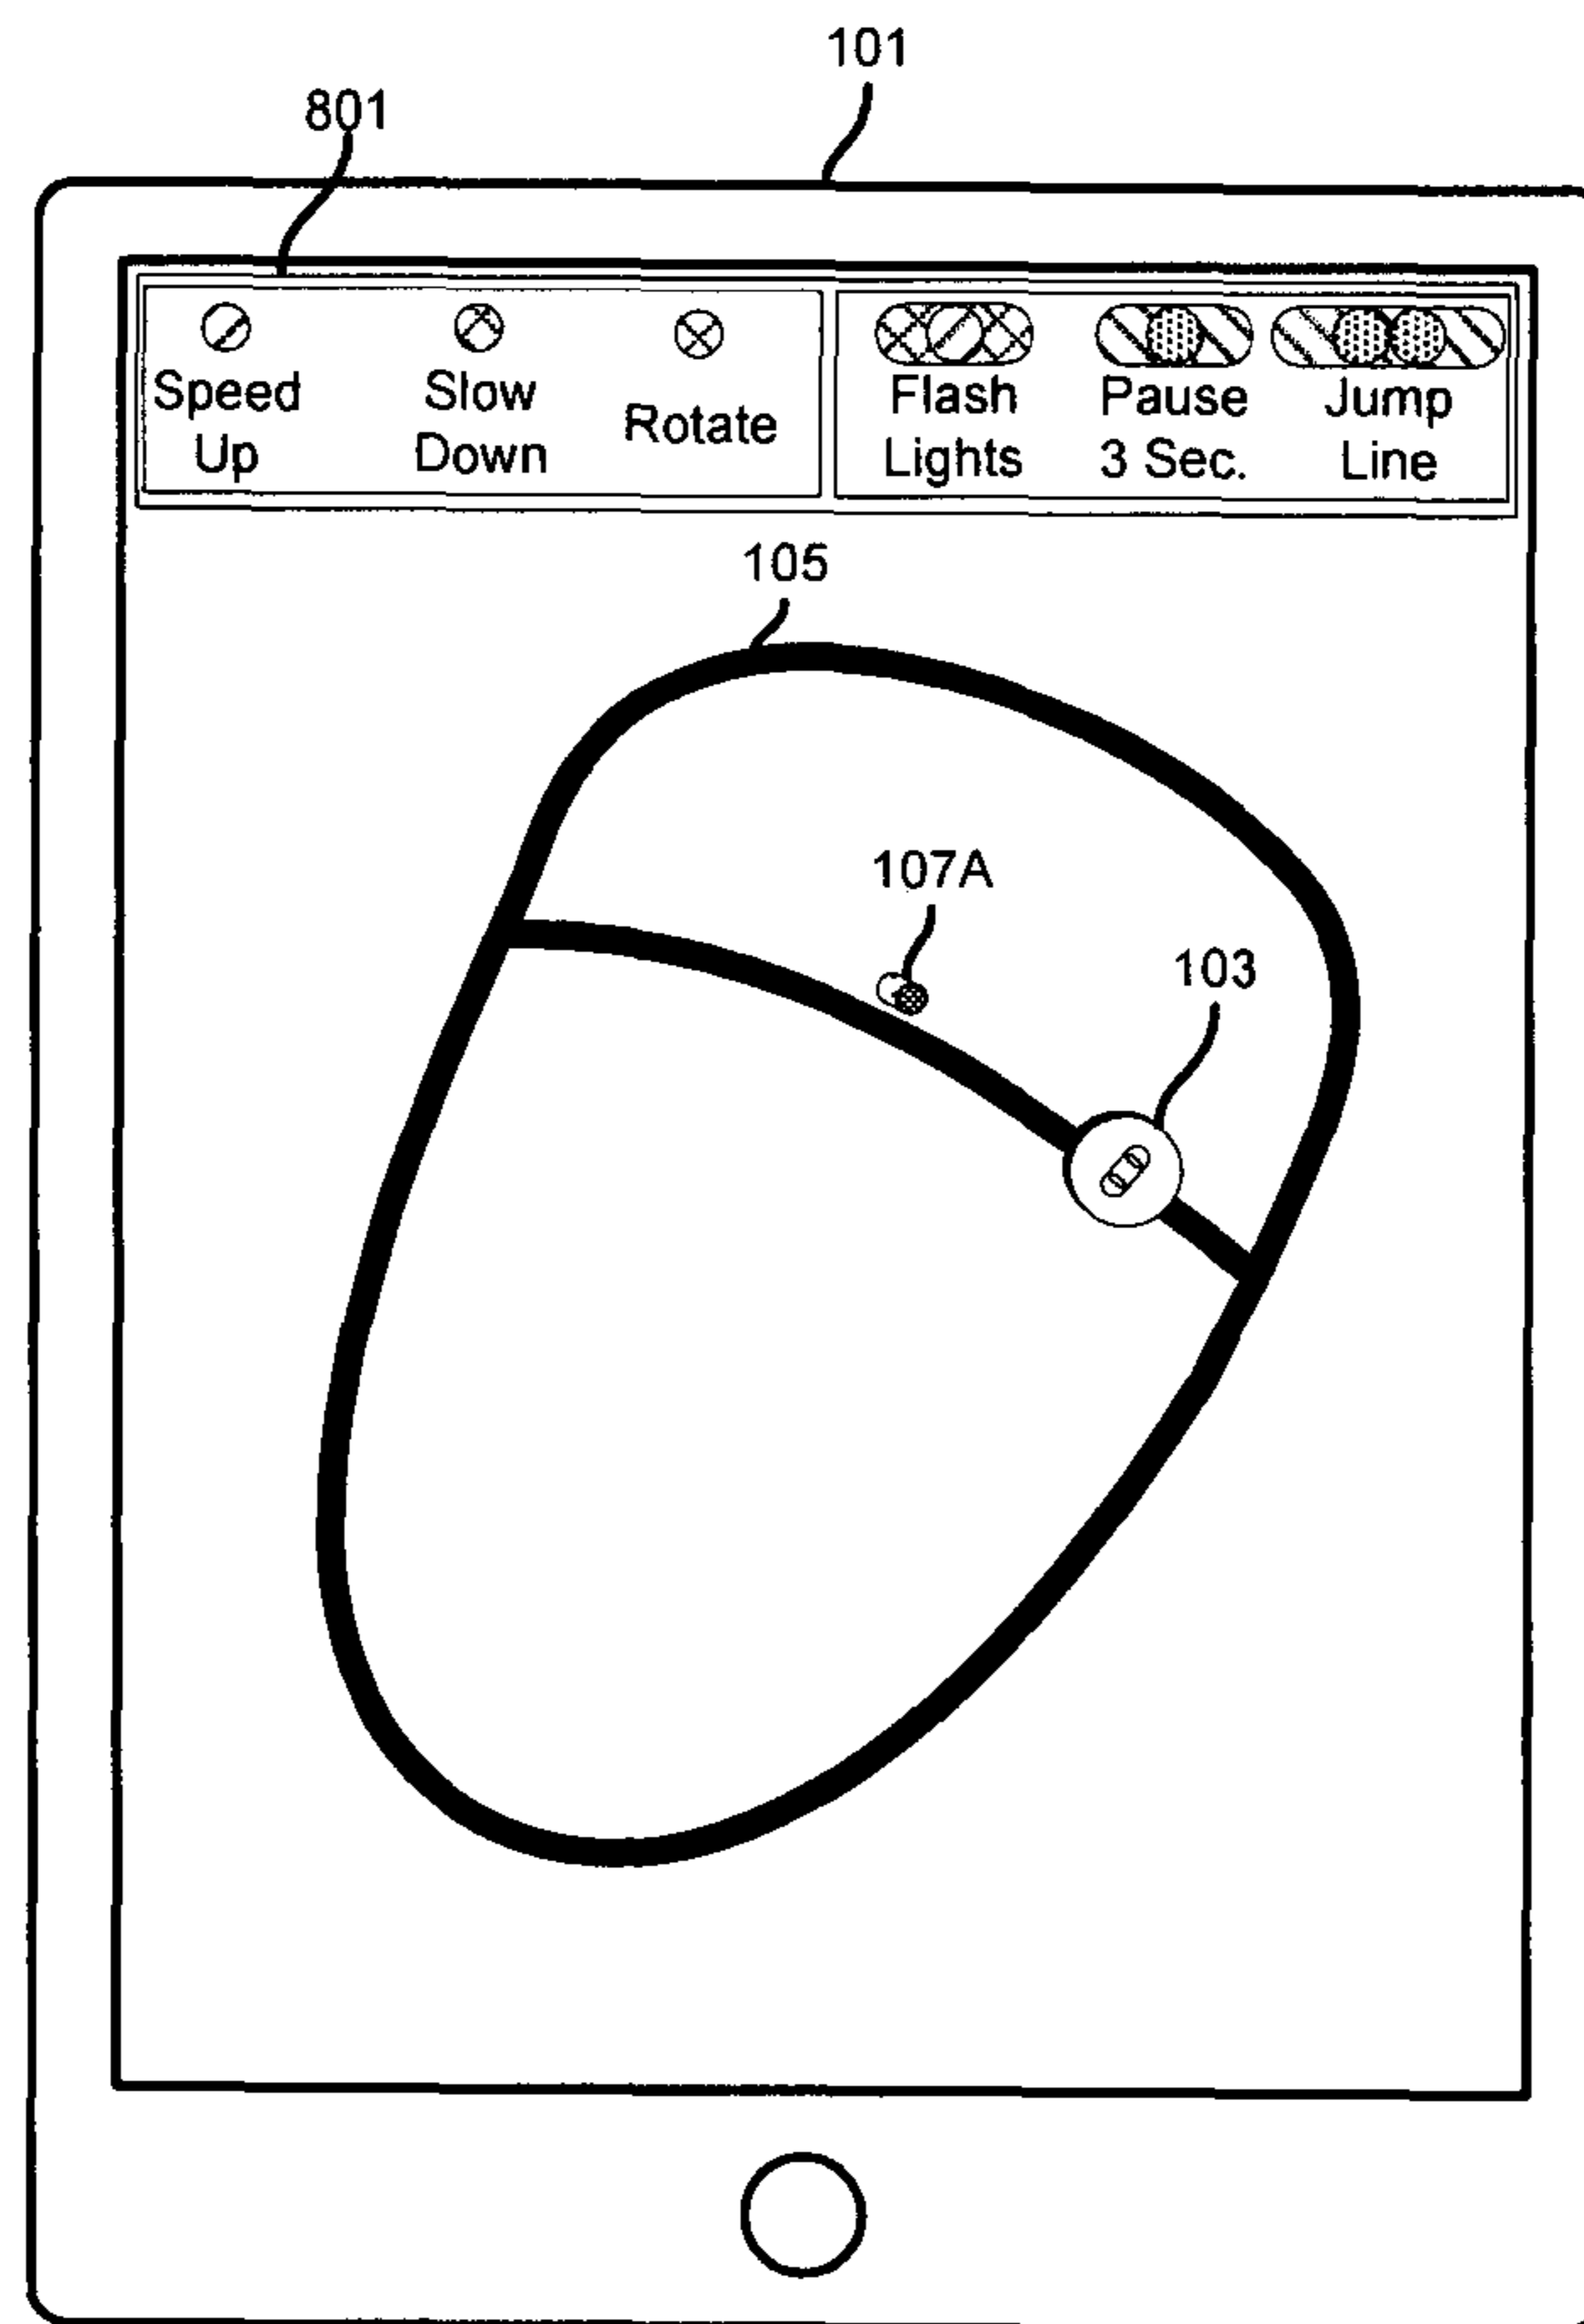 101
801
Speed Up
Slow Down
Rotate
Flash Lights
Pause 3 Sec.
Jump Line
105
107A
103